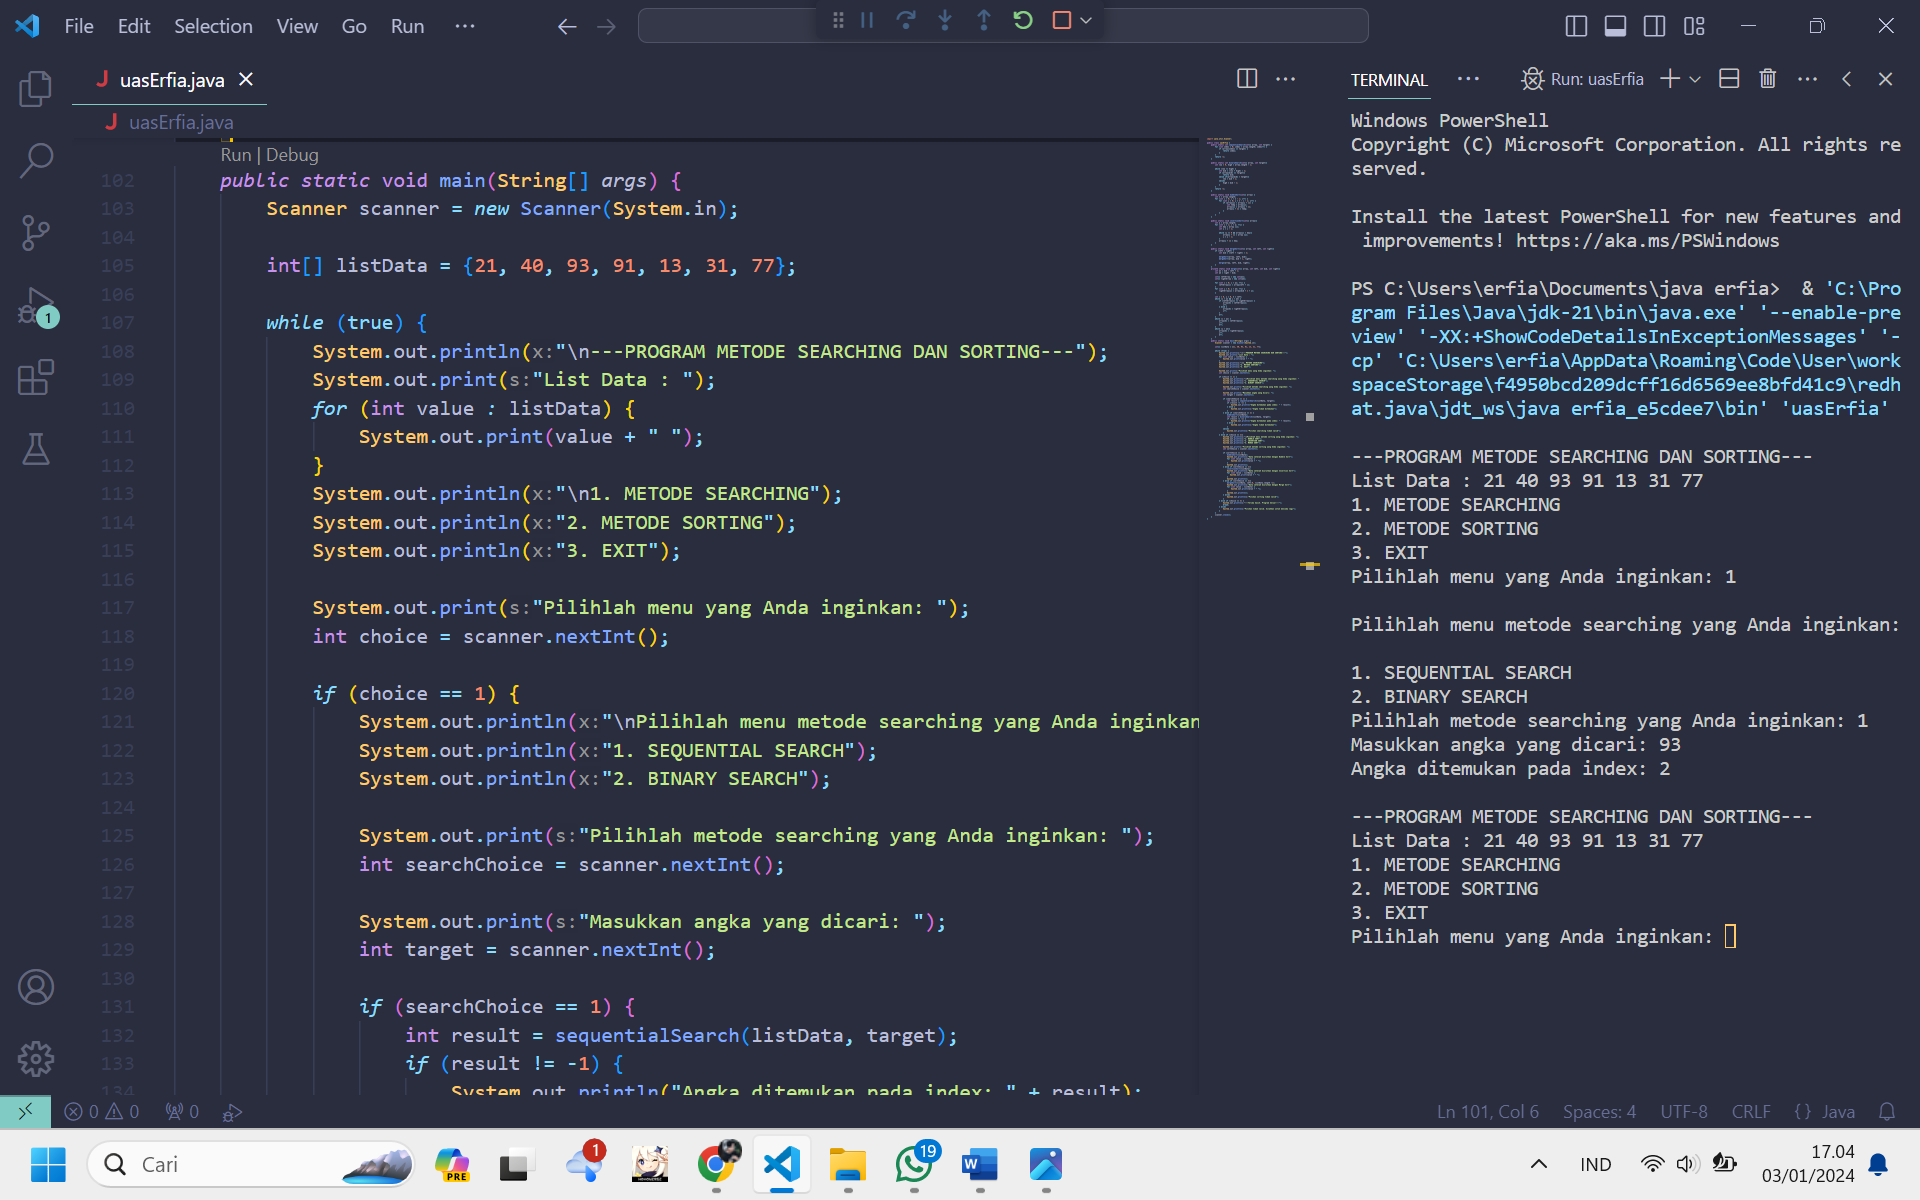 File Edit Selection View Go Run ...
uasErfia.java
TERMINAL ... Run: uasErfia
uasErfia.java
Run | Debug
102 public static void main(String[] args) {
103 Scanner scanner = new Scanner(System.in);
104
105 int[] listData = {21, 40, 93, 91, 13, 31, 77};
106
107 while (true) {
108 System.out.println(x:"\n---PROGRAM METODE SEARCHING DAN SORTING---");
109 System.out.print(s:"List Data : ");
110 for (int value : listData) {
111 System.out.print(value + " ");
112 }
113 System.out.println(x:"\n1. METODE SEARCHING");
114 System.out.println(x:"2. METODE SORTING");
115 System.out.println(x:"3. EXIT");
116
117 System.out.print(s:"Pilihlah menu yang Anda inginkan: ");
118 int choice = scanner.nextInt();
119
120 if (choice == 1) {
121 System.out.println(x:"\nPilihlah menu metode searching yang Anda inginkan
122 System.out.println(x:"1. SEQUENTIAL SEARCH");
123 System.out.println(x:"2. BINARY SEARCH");
124
125 System.out.print(s:"Pilihlah metode searching yang Anda inginkan: ");
126 int searchChoice = scanner.nextInt();
127
128 System.out.print(s:"Masukkan angka yang dicari: ");
129 int target = scanner.nextInt();
130
131 if (searchChoice == 1) {
132 int result = sequentialSearch(listData, target);
133 if (result != -1) {
134 System.out.println("Angka ditemukan pada index: " + result);
Windows PowerShell
Copyright (C) Microsoft Corporation. All rights re
served.
Install the latest PowerShell for new features and
improvements! https://aka.ms/PSWindows
PS C:\Users\erfia\Documents\java erfia> & 'C:\Pro
gram Files\Java\jdk-21\bin\java.exe' '--enable-pre
view' '-XX:+ShowCodeDetailsInExceptionMessages' '-
cp' 'C:\Users\erfia\AppData\Roaming\Code\User\work
spaceStorage\f4950bcd209dcff16d6569ee8bfd41c9\redh
at.java\jdt_ws\java erfia_e5cdee7\bin' 'uasErfia'
---PROGRAM METODE SEARCHING DAN SORTING---
List Data : 21 40 93 91 13 31 77
1. METODE SEARCHING
2. METODE SORTING
3. EXIT
Pilihlah menu yang Anda inginkan: 1
Pilihlah menu metode searching yang Anda inginkan:
1. SEQUENTIAL SEARCH
2. BINARY SEARCH
Pilihlah metode searching yang Anda inginkan: 1
Masukkan angka yang dicari: 93
Angka ditemukan pada index: 2
---PROGRAM METODE SEARCHING DAN SORTING---
List Data : 21 40 93 91 13 31 77
1. METODE SEARCHING
2. METODE SORTING
3. EXIT
Pilihlah menu yang Anda inginkan:
1
0 0 0
Ln 101, Col 6 Spaces: 4 UTF-8 CRLF {} Java
Cari
PRE
1
19
W
IND
17.04
03/01/2024